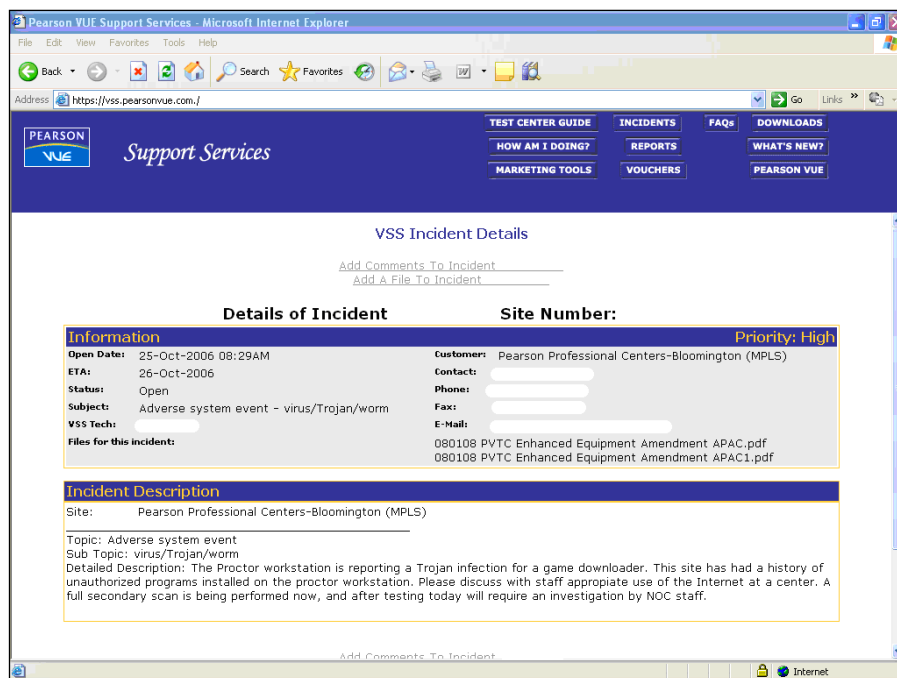 Pearson VUE Support Services - Microsoft Internet Explorer
File Edit View Favorites Tools Help
Back Search Favorites
Address https://vss.pearsonvue.com./ Go Links »
PEARSON
VUE
Support Services
TEST CENTER GUIDE INCIDENTS FAQs DOWNLOADS
HOW AM I DOING? REPORTS WHAT'S NEW?
MARKETING TOOLS VOUCHERS PEARSON VUE
VSS Incident Details
Add Comments To Incident
Add A File To Incident
Details of Incident Site Number:
Information Priority: High
Open Date: 25-Oct-2006 08:29AM Customer: Pearson Professional Centers-Bloomington (MPLS)
ETA: 26-Oct-2006 Contact:
Status: Open Phone:
Subject: Adverse system event - virus/Trojan/worm Fax:
VSS Tech: E-Mail:
Files for this incident: 080108 PVTC Enhanced Equipment Amendment APAC.pdf
080108 PVTC Enhanced Equipment Amendment APAC1.pdf
Incident Description
Site: Pearson Professional Centers-Bloomington (MPLS)
Topic: Adverse system event
Sub Topic: virus/Trojan/worm
Detailed Description: The Proctor workstation is reporting a Trojan infection for a game downloader. This site has had a history of
unauthorized programs installed on the proctor workstation. Please discuss with staff appropiate use of the Internet at a center. A
full secondary scan is being performed now, and after testing today will require an investigation by NOC staff.
Add Comments To Incident
Internet